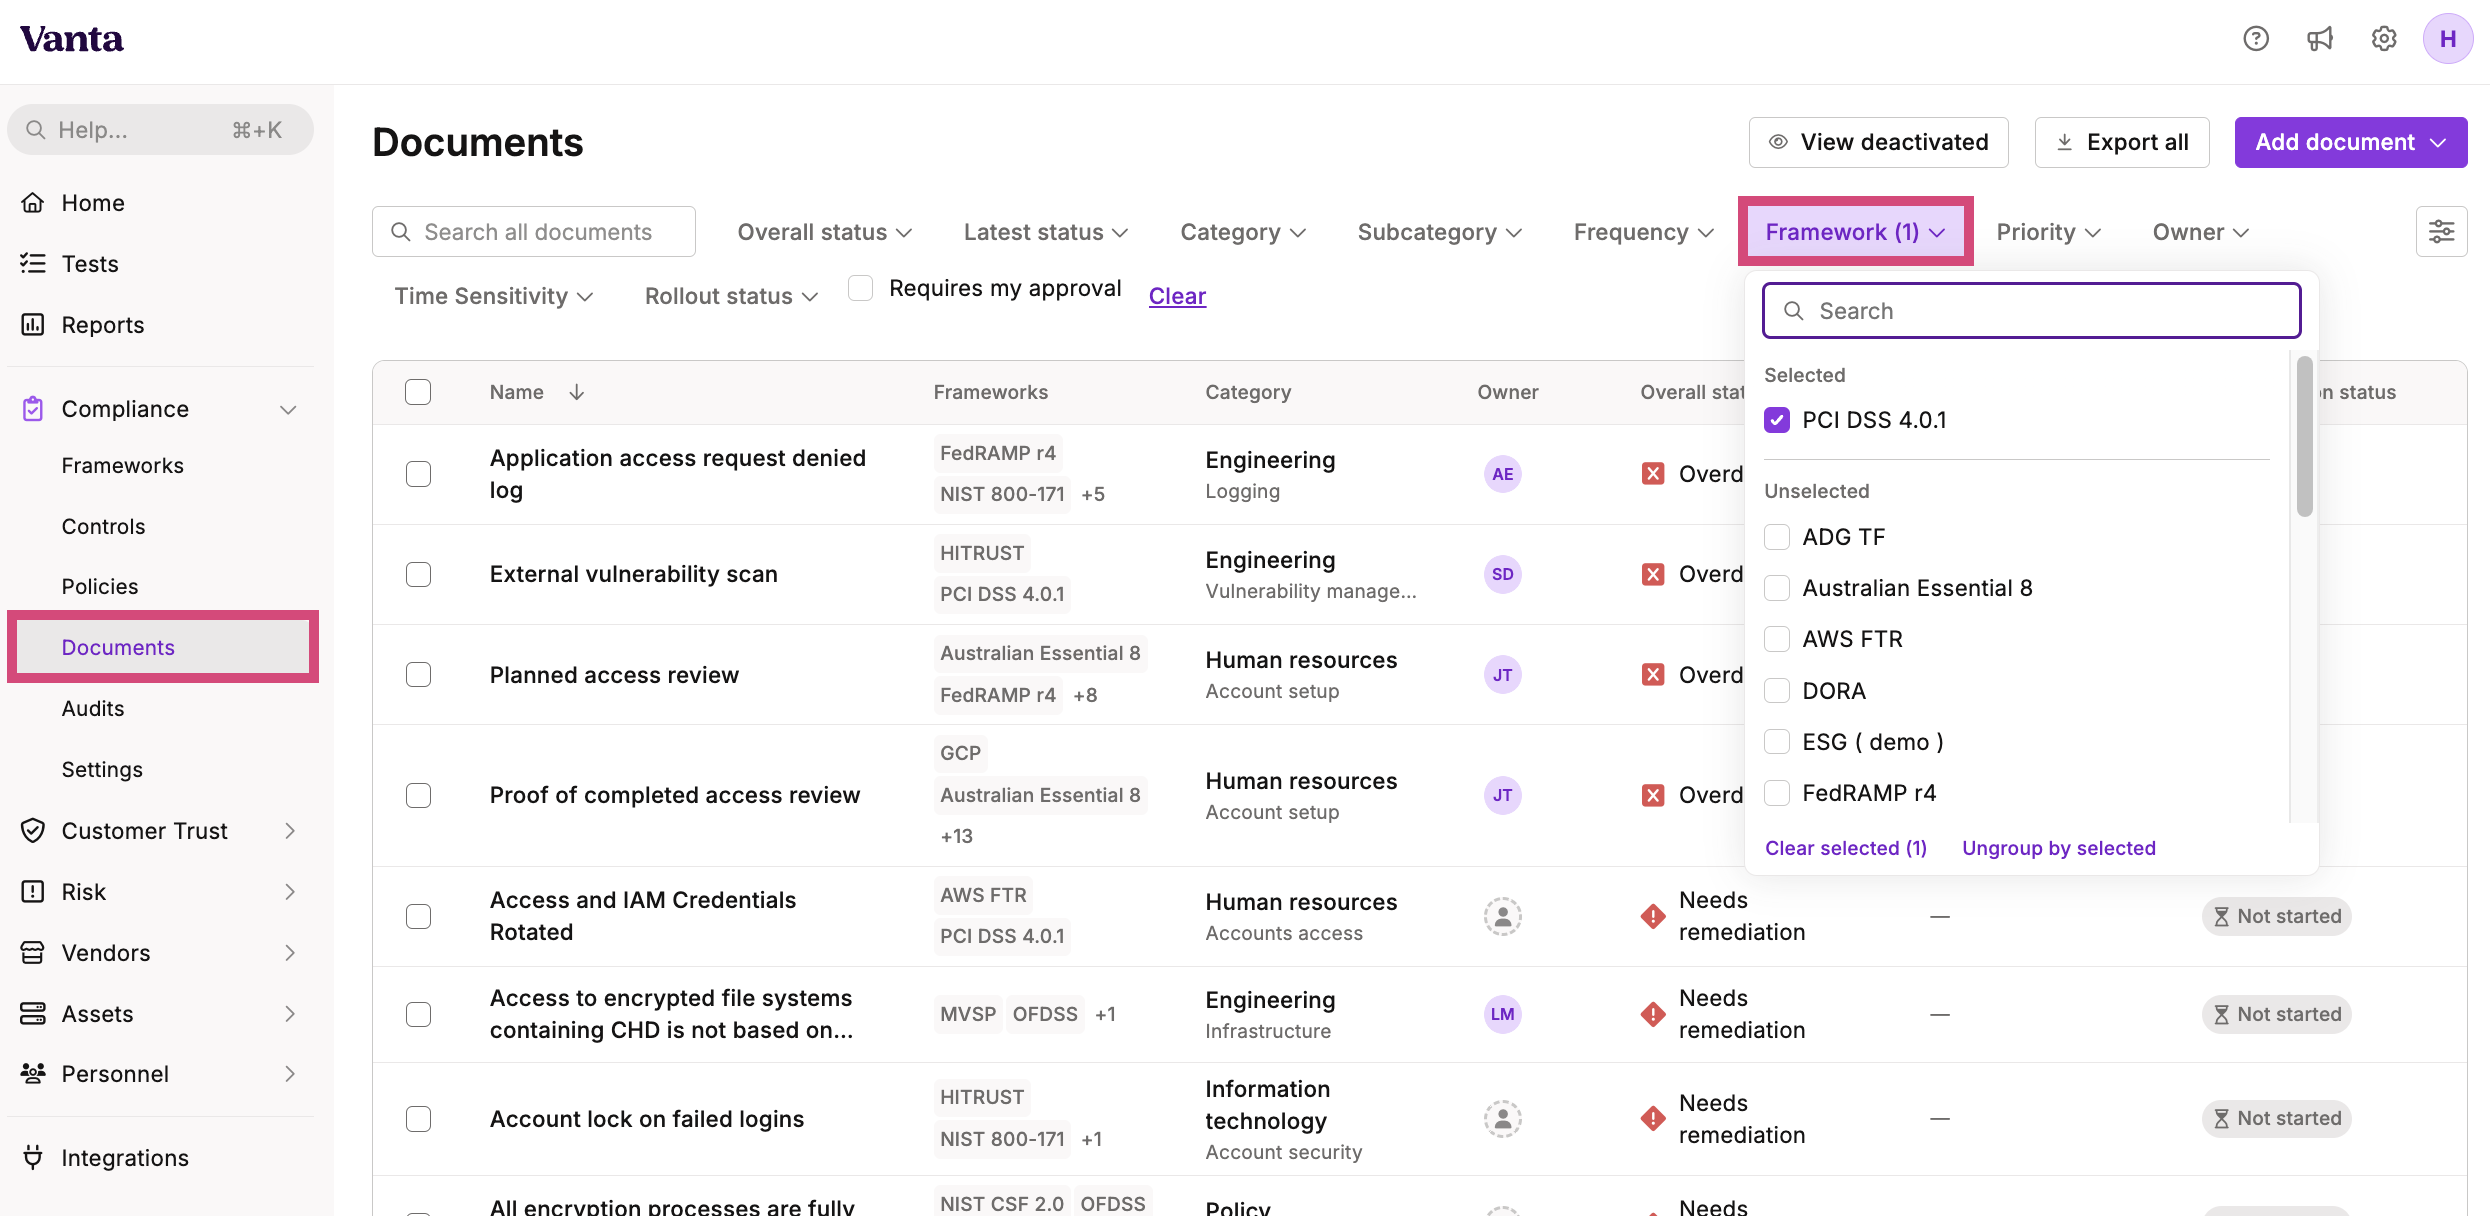 Vanta
H
Help... ⌘+K
Home
Tests
Reports
Compliance
Frameworks
Controls
Policies
Documents
Audits
Settings
Customer Trust
Risk
Vendors
Assets
Personnel
Integrations
Documents
View deactivated
Export all
Add document
Search all documents
Overall status
Latest status
Category
Subcategory
Frequency
Framework (1)
Priority
Owner
Time Sensitivity
Rollout status
Requires my approval
Clear
Search
Selected
PCI DSS 4.0.1
Unselected
ADG TF
Australian Essential 8
AWS FTR
DORA
ESG ( demo )
FedRAMP r4
Clear selected (1)
Ungroup by selected
Name
Frameworks
Category
Owner
Overall stat
n status
Application access request denied
log
FedRAMP r4
NIST 800-171 +5
Engineering
Logging
AE
Overd
External vulnerability scan
HITRUST
PCI DSS 4.0.1
Engineering
Vulnerability manage...
SD
Overd
Planned access review
Australian Essential 8
FedRAMP r4 +8
Human resources
Account setup
JT
Overd
Proof of completed access review
GCP
Australian Essential 8
+13
Human resources
Account setup
JT
Overd
Access and IAM Credentials
Rotated
AWS FTR
PCI DSS 4.0.1
Human resources
Accounts access
Needs
remediation
—
Not started
Access to encrypted file systems
containing CHD is not based on...
MVSP OFDSS +1
Engineering
Infrastructure
LM
Needs
remediation
—
Not started
Account lock on failed logins
HITRUST
NIST 800-171 +1
Information
technology
Account security
Needs
remediation
—
Not started
All encryption processes are fully
NIST CSF 2.0 OFDSS
Policy
Needs